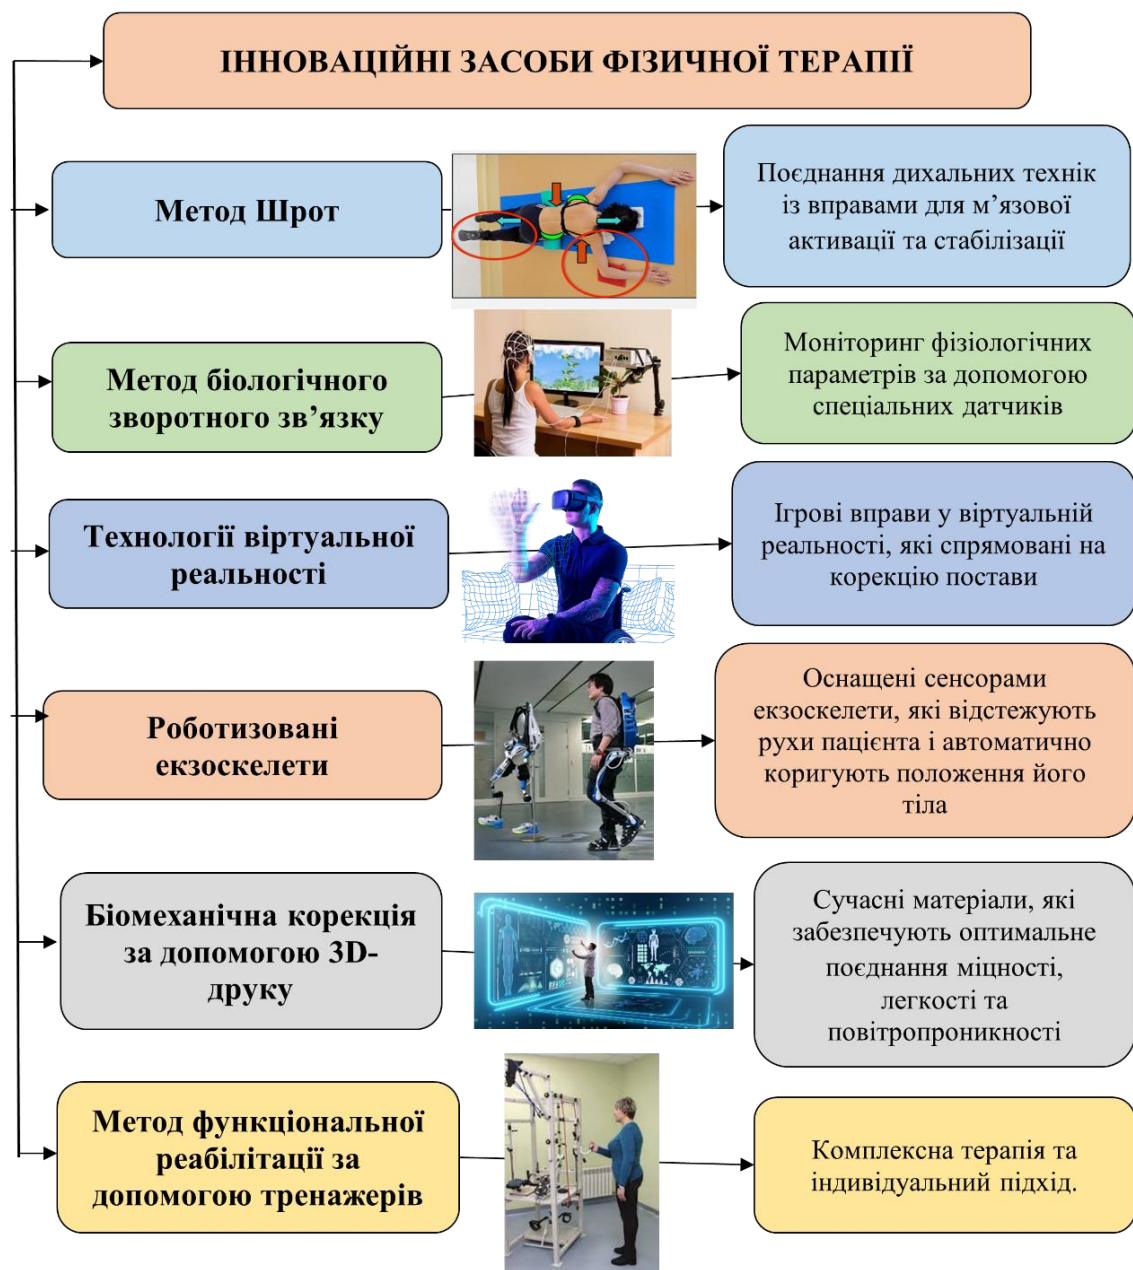 ІННОВАЦІЙНІ ЗАСОБИ ФІЗИЧНОЇ ТЕРАПІЇ
Метод Шрот
Поєднання дихальних технік
із вправами для м’язової
активації та стабілізації
Метод біологічного
зворотного зв’язку
Моніторинг фізіологічних
параметрів за допомогою
спеціальних датчиків
Технології віртуальної
реальності
Ігрові вправи у віртуальній
реальності, які спрямовані на
корекцію постави
Роботизовані
екзоскелети
Оснащені сенсорами
екзоскелети, які відстежують
рухи пацієнта і автоматично
коригують положення його
тіла
Біомеханічна корекція
за допомогою 3D-
друку
Сучасні матеріали, які
забезпечують оптимальне
поєднання міцності,
легкості та
повітропроникності
Метод функціональної
реабілітації за
допомогою тренажерів
Комплексна терапія та
індивідуальний підхід.